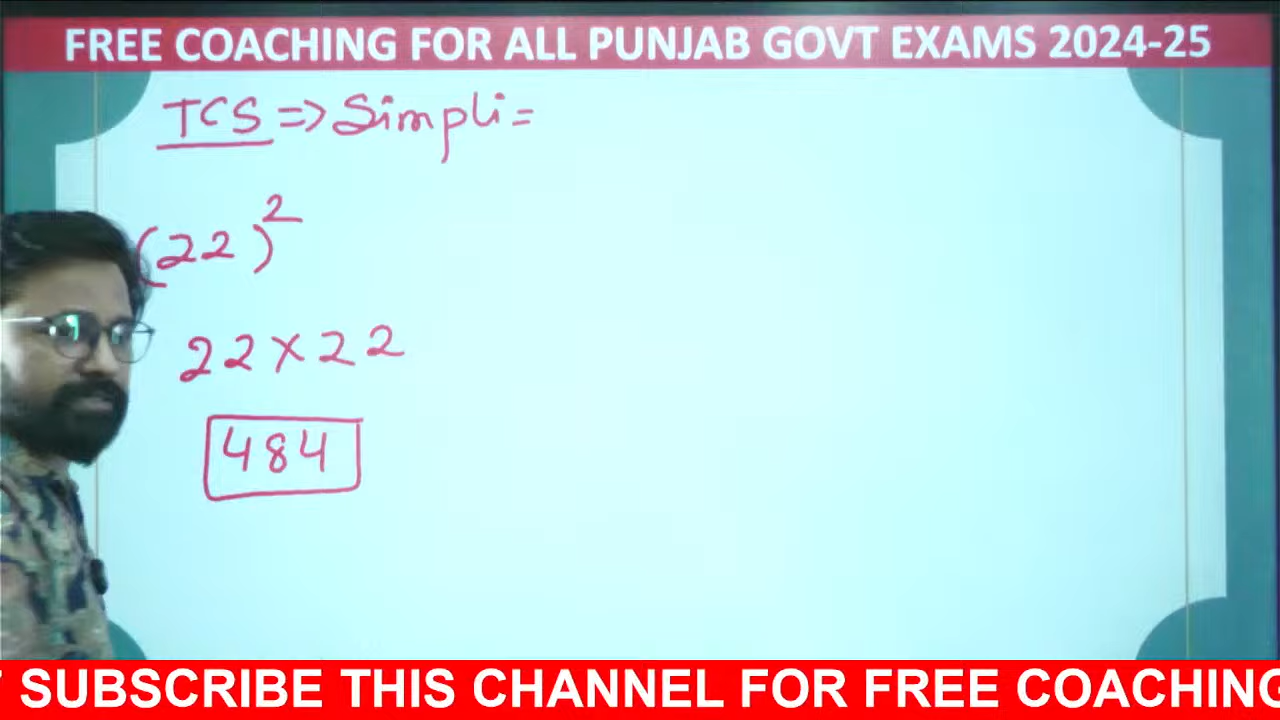 FREE COACHING FOR ALL PUNJAB GOVT EXAMS 2024-25
TCS => Simpli =
(22)²
22 × 22
484
SUBSCRIBE THIS CHANNEL FOR FREE COACHING